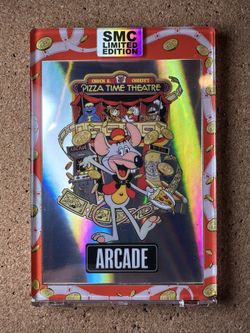 SMC
LIMITED
EDITION
CHUCK E. CHEESE'S
PIZZA TIME THEATRE
ARCADE